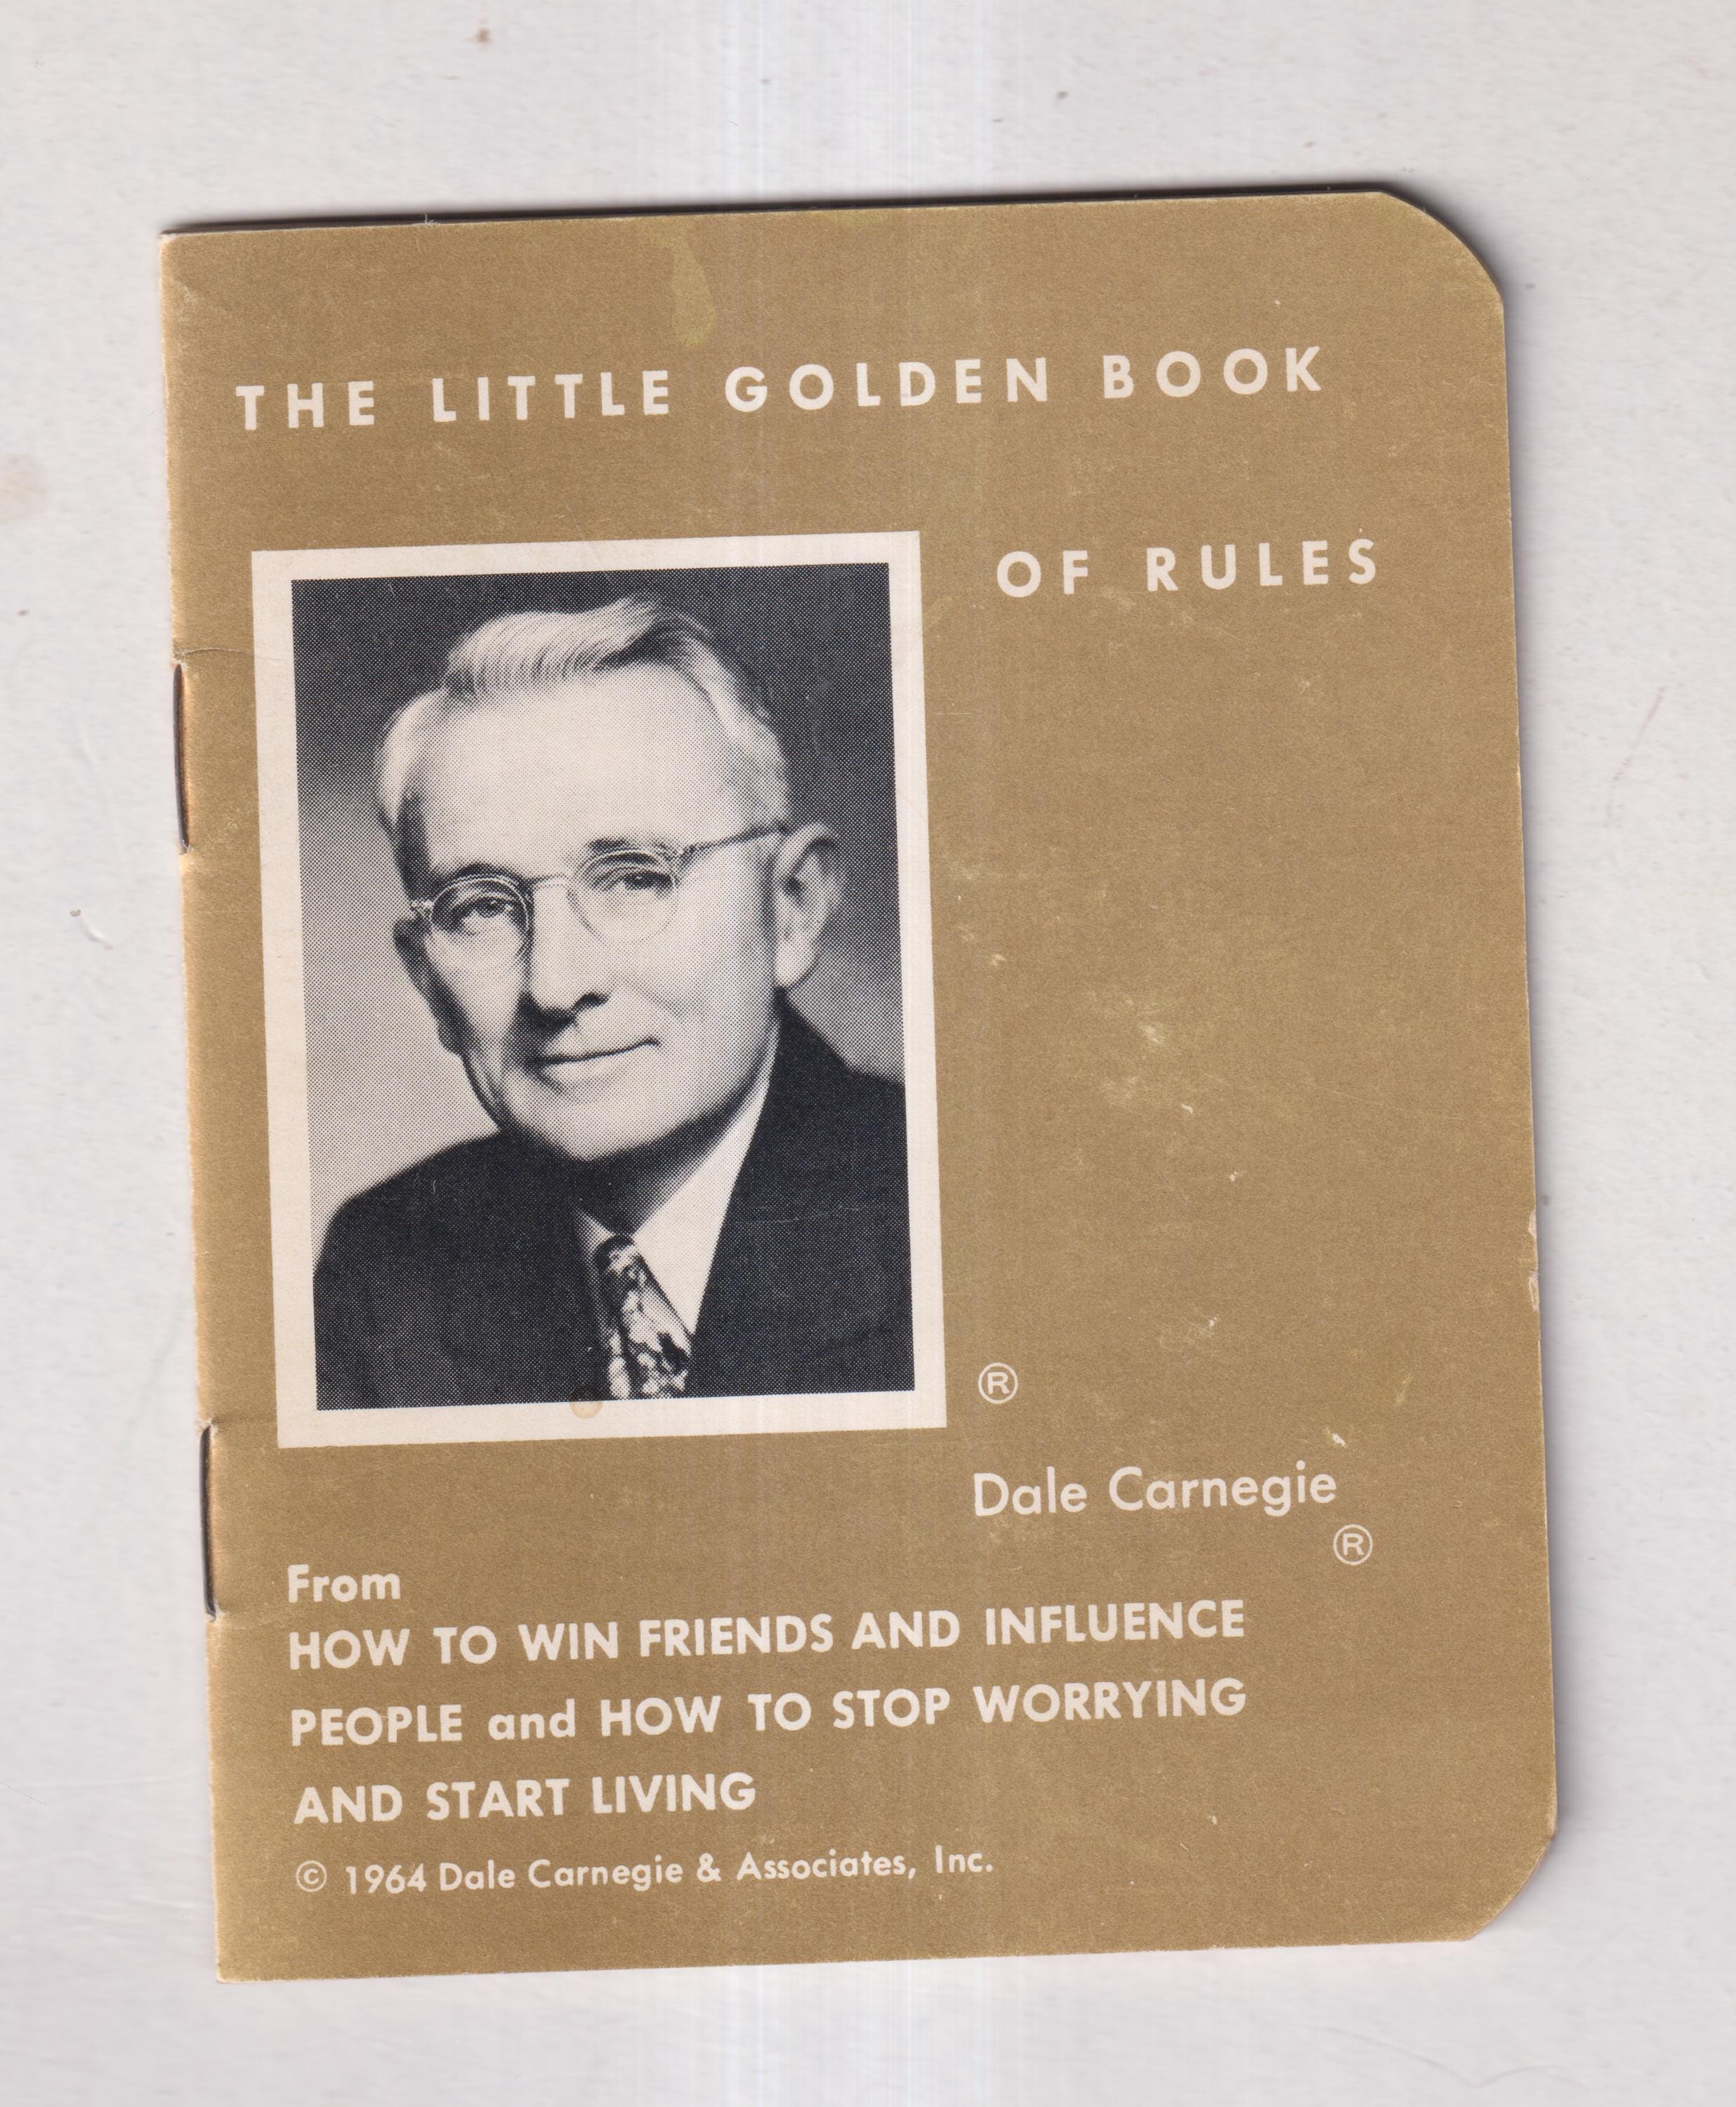 THE LITTLE GOLDEN BOOK
OF RULES
®
Dale Carnegie
®
From
HOW TO WIN FRIENDS AND INFLUENCE
PEOPLE and HOW TO STOP WORRYING
AND START LIVING
© 1964 Dale Carnegie & Associates, Inc.